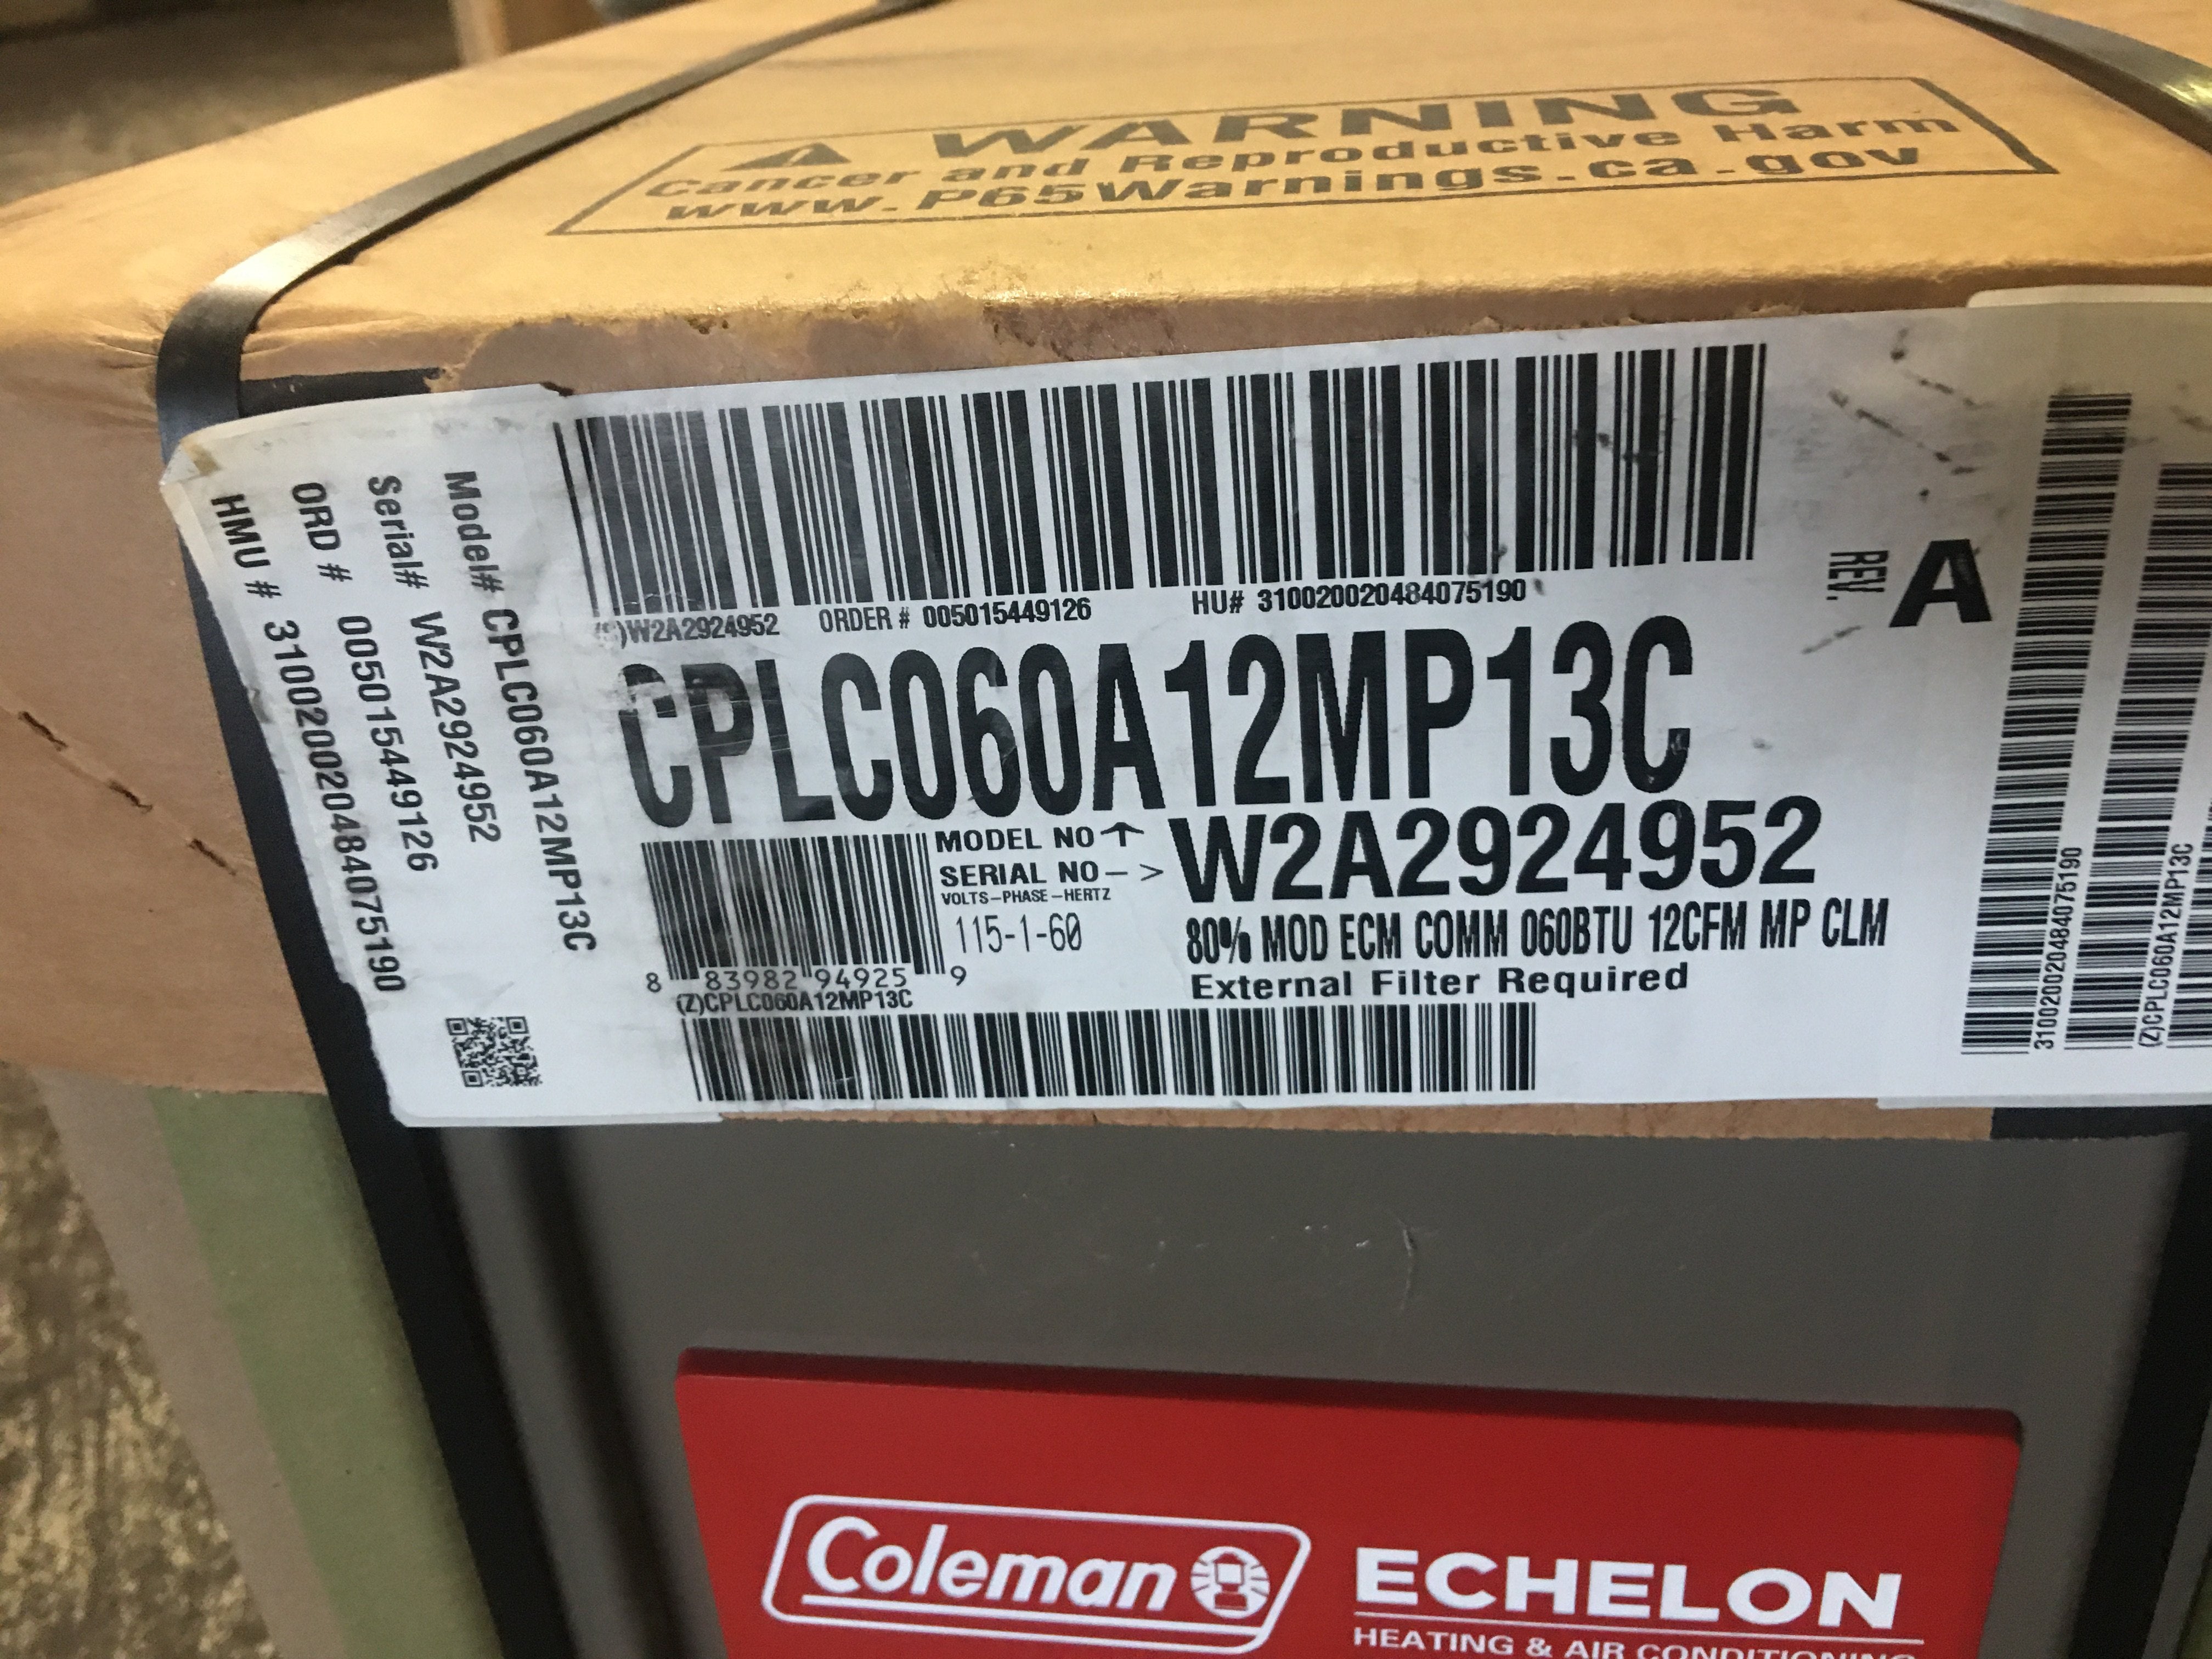 WARNING
Cancer and Reproductive Harm
www.P65Warnings.ca.gov
HMU # 310020020484075190
ORD # 005015449126
Serial# W2A2924952
Model# CPLC060A12MP13C
(S)W2A2924952 ORDER # 005015449126 HU# 310020020484075190
REV. A
CPLC060A12MP13C
MODEL NO
SERIAL NO -> W2A2924952
VOLTS-PHASE-HERTZ
115-1-60
80% MOD ECM COMM 060BTU 12CFM MP CLM
External Filter Required
8 83982 94925 9
(Z)CPLC060A12MP13C
310020020484075190
(Z)CPLC060A12MP13C
Coleman
ECHELON
HEATING & AIR CONDITIONING